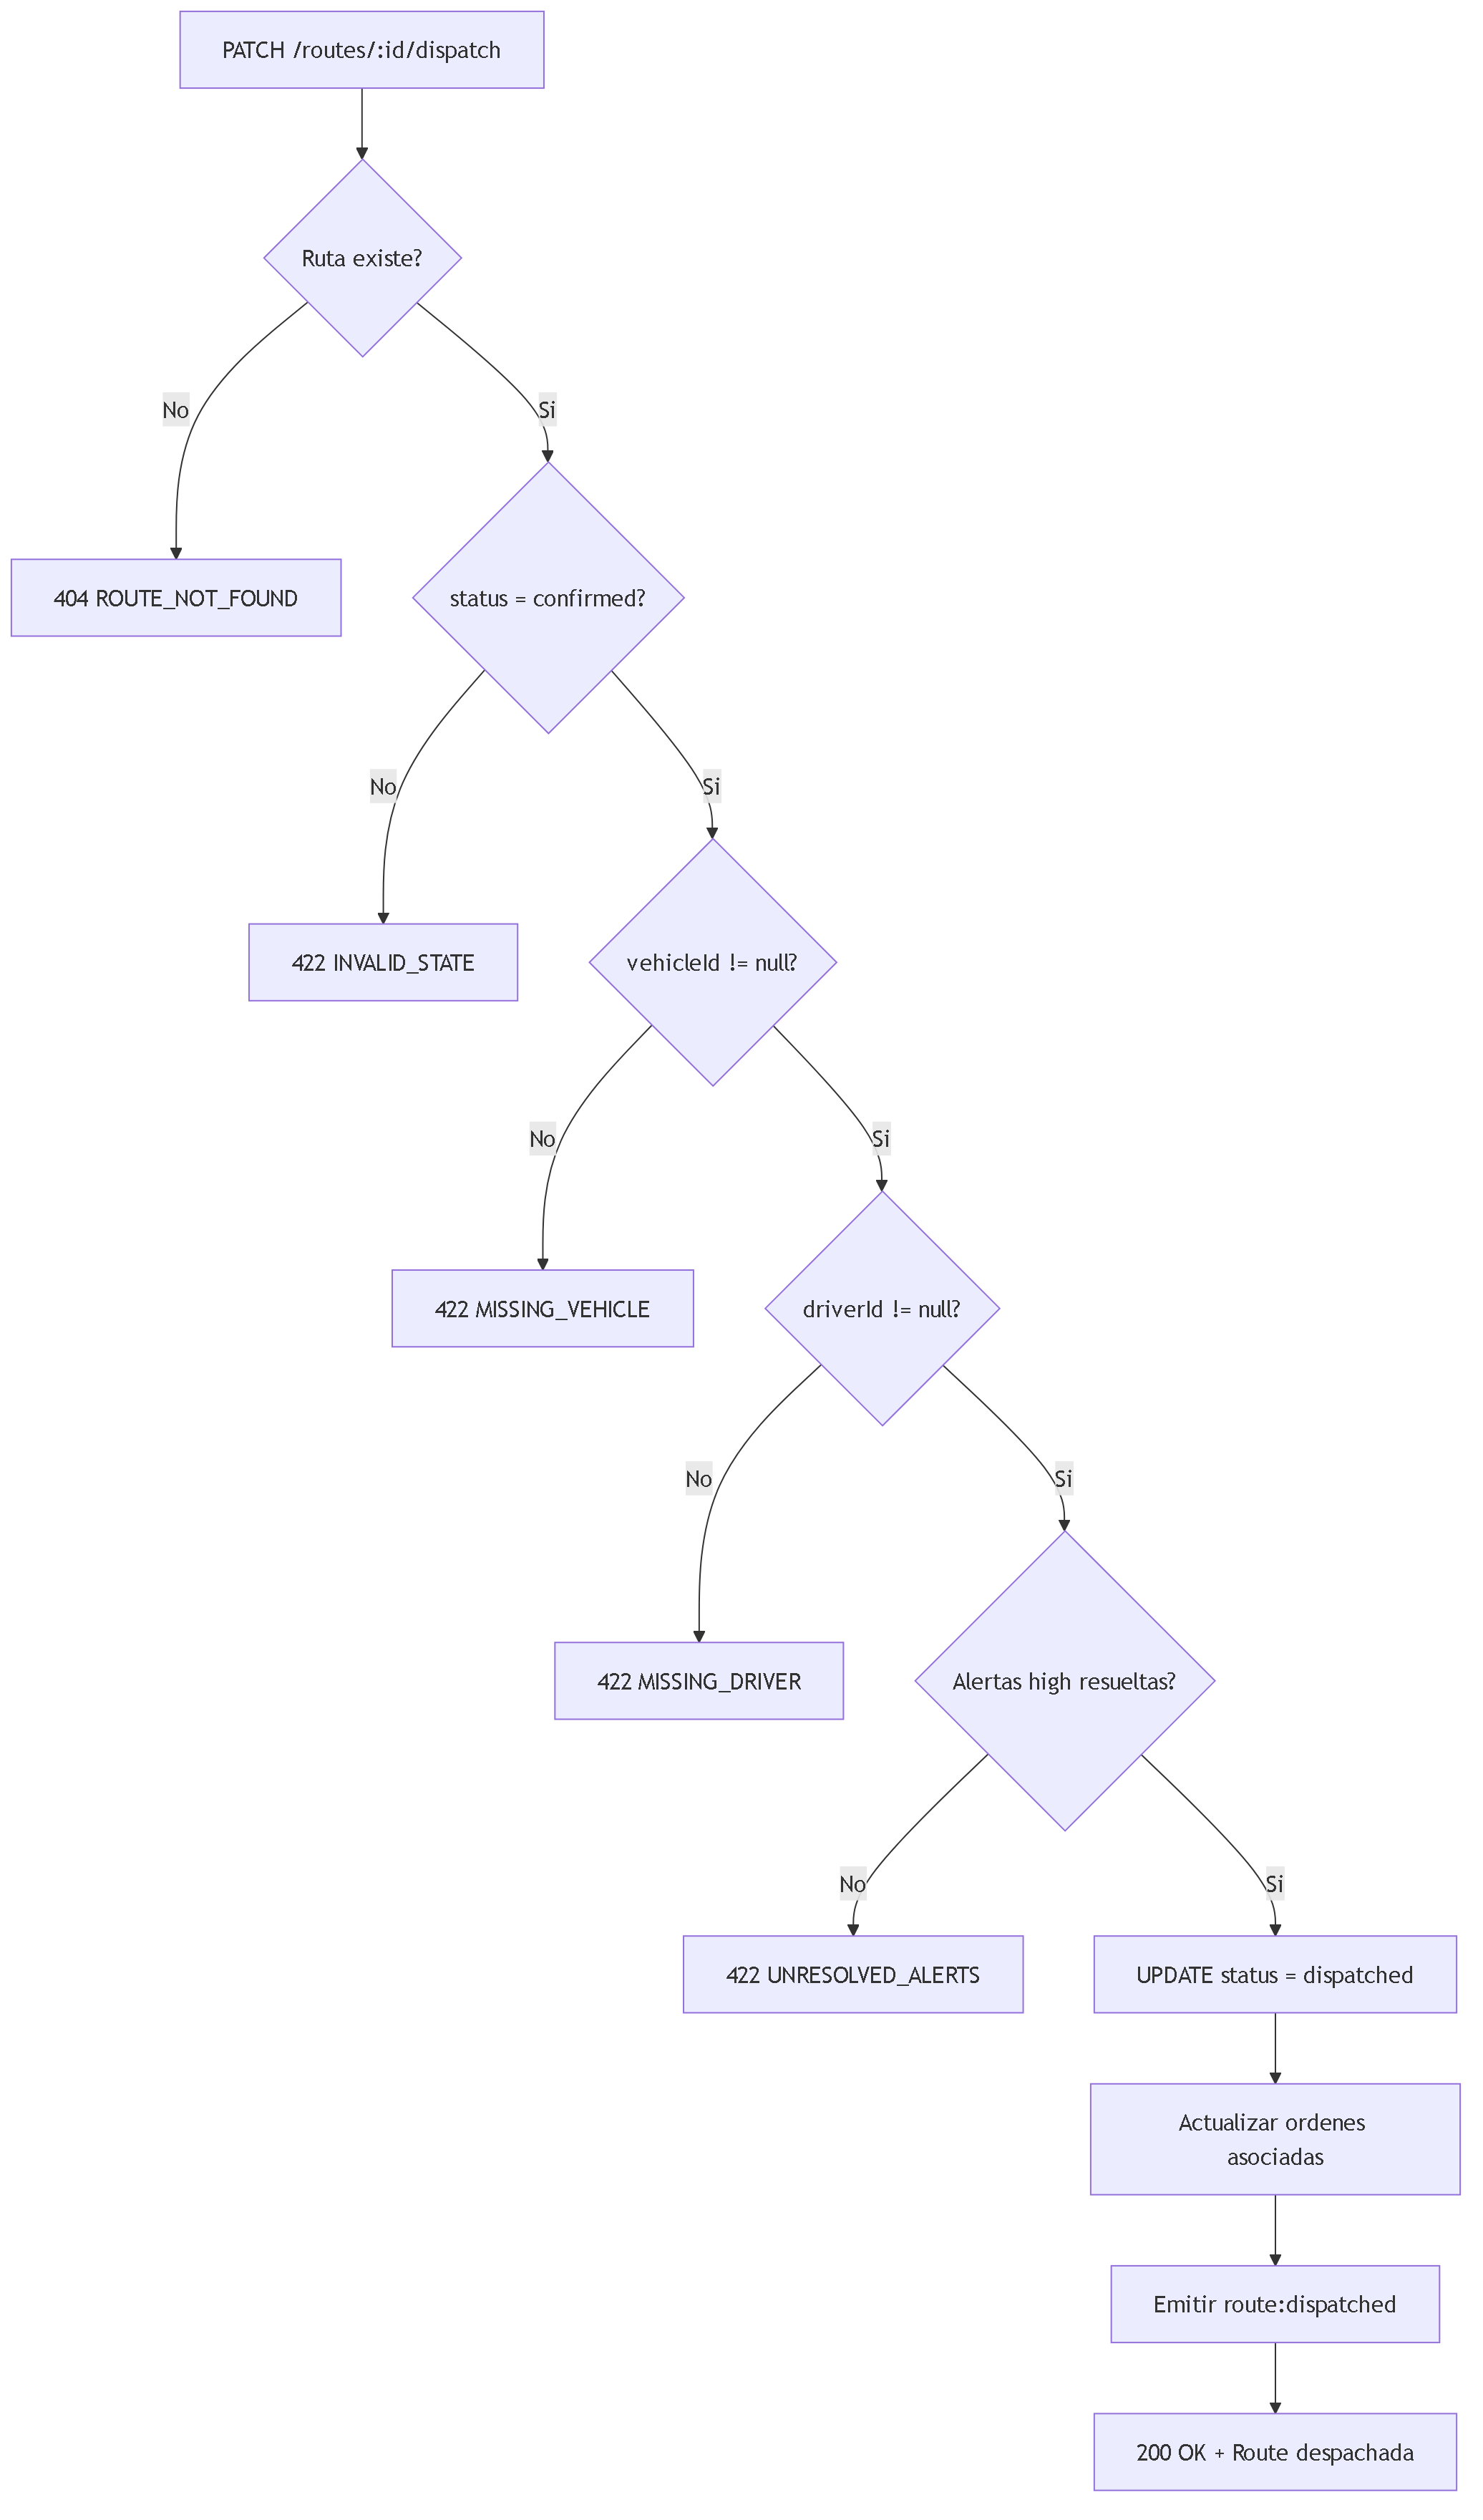 PATCH /routes/:id/dispatch
Ruta existe?
No
Si
404 ROUTE_NOT_FOUND
status = confirmed?
No
Si
422 INVALID_STATE
vehicleId != null?
No
Si
422 MISSING_VEHICLE
driverId != null?
No
Si
422 MISSING_DRIVER
Alertas high resueltas?
No
Si
422 UNRESOLVED_ALERTS
UPDATE status = dispatched
Actualizar ordenes
asociadas
Emitir route:dispatched
200 OK + Route despachada